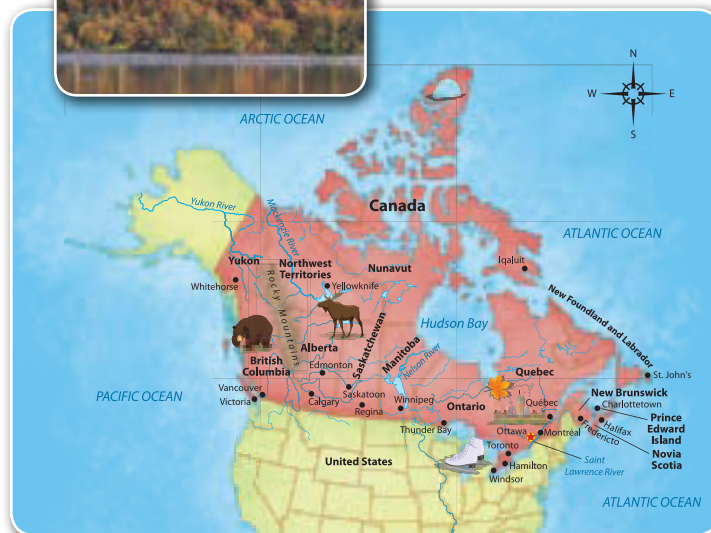 N
W
E
S
ARCTIC OCEAN
Canada
ATLANTIC OCEAN
Yukon River
Mackenzie River
Yukon
Northwest
Territories
Nunavut
Iqaluit
Whitehorse
Yellowknife
Rocky Mountains
New Foundland and Labrador
Hudson Bay
Alberta
Saskatchewan
Manitoba
Nelson River
British
Columbia
Edmonton
Quebec
St. John's
PACIFIC OCEAN
Vancouver
Victoria
Calgary
Saskatoon
Regina
Winnipeg
Ontario
Québec
New Brunswick
Charlottetown
Prince
Edward
Island
Thunder Bay
Ottawa
Montréal
Fredericto
Halifax
Novia
Scotia
Toronto
United States
Hamilton
Windsor
Saint
Lawrence River
ATLANTIC OCEAN